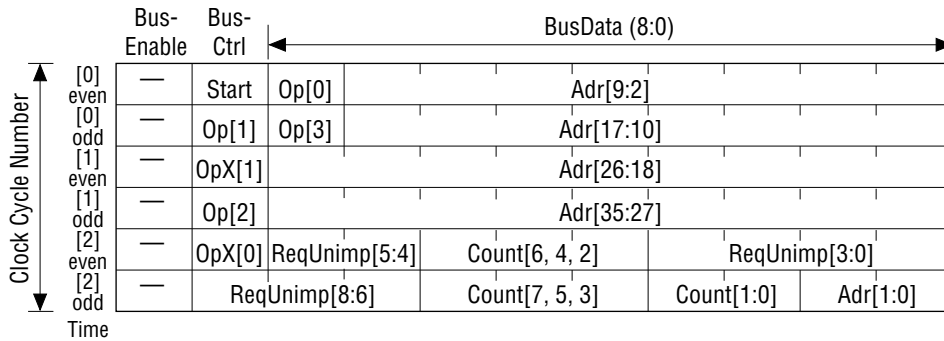 Bus-Enable Bus-Ctrl BusData (8:0)
Clock Cycle Number
[0] even — Start Op[0] Adr[9:2]
[0] odd — Op[1] Op[3] Adr[17:10]
[1] even — OpX[1] Adr[26:18]
[1] odd — Op[2] Adr[35:27]
[2] even — OpX[0] ReqUnimp[5:4] Count[6, 4, 2] ReqUnimp[3:0]
[2] odd — ReqUnimp[8:6] Count[7, 5, 3] Count[1:0] Adr[1:0]
Time